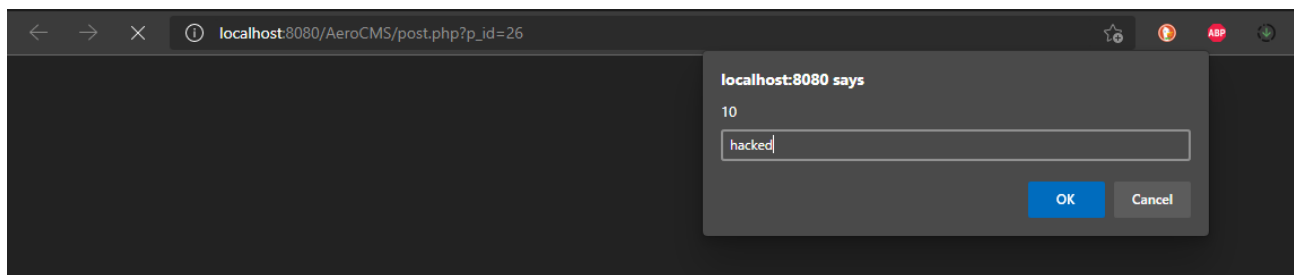 localhost:8080/AeroCMS/post.php?p_id=26
ABP
localhost:8080 says
10
hacked
OK
Cancel